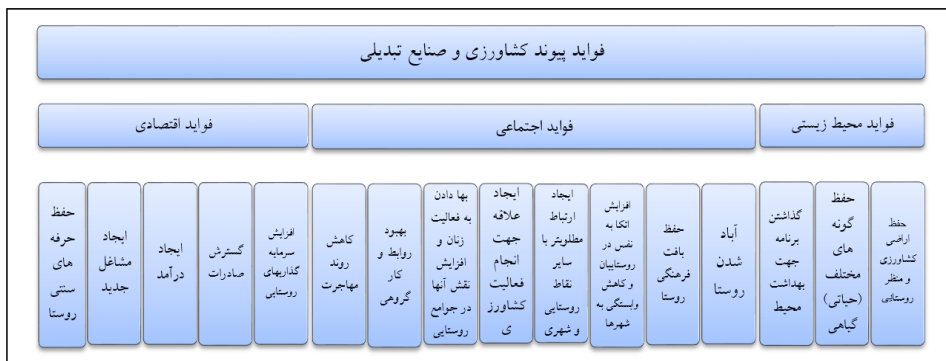 فواید پیوند کشاورزی و صنایع تبدیلی
فواید محیط زیستی
فواید اجتماعی
فواید اقتصادی
حفظ
اراضی
کشاورزی
و منظر
روستایی
حفظ
گونه
های
مختلف
(حیاتی)
گیاهی
گذاشتن
برنامه
جهت
بهداشت
محیط
آباد
شدن
روستا
حفظ
بافت
فرهنگی
روستا
افزایش
اتکا به
نفس در
روستاییان
و کاهش
وابستگی به
شهرها
ایجاد
ارتباط
مطلوبتر با
سایر
نقاط
روستایی
و شهری
ایجاد
علاقه
جهت
انجام
فعالیت
کشاورز
ی
بها دادن
به فعالیت
زنان و
افزایش
نقش آنها
در جوامع
روستایی
بهبود
روابط و
کار
گروهی
کاهش
روند
مهاجرت
افزایش
سرمایه
گذاریهای
روستایی
گسترش
صادرات
ایجاد
درآمد
ایجاد
مشاغل
جدید
حفظ
حرفه
های
سنتی
روستا